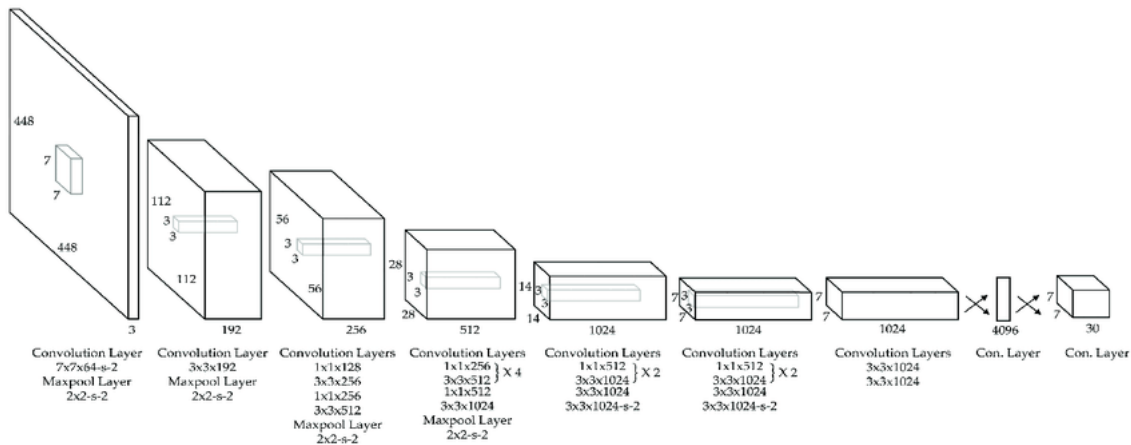 448
7
7
448
3
112
3
3
112
192
56
3
3
56
256
28
3
3
28
512
14
3
3
14
1024
7
3
3
7
1024
7
7
1024
4096
7
7
30
Convolution Layer
7x7x64-s-2
Maxpool Layer
2x2-s-2
Convolution Layer
3x3x192
Maxpool Layer
2x2-s-2
Convolution Layers
1x1x128
3x3x256
1x1x256
3x3x512
Maxpool Layer
2x2-s-2
Convolution Layers
1x1x256
3x3x512 } X 4
1x1x512
3x3x1024
Maxpool Layer
2x2-s-2
Convolution Layers
1x1x512
3x3x1024 } X 2
3x3x1024
3x3x1024-s-2
Convolution Layers
1x1x512
3x3x1024 } X 2
3x3x1024
3x3x1024-s-2
Convolution Layers
3x3x1024
3x3x1024
Con. Layer
Con. Layer